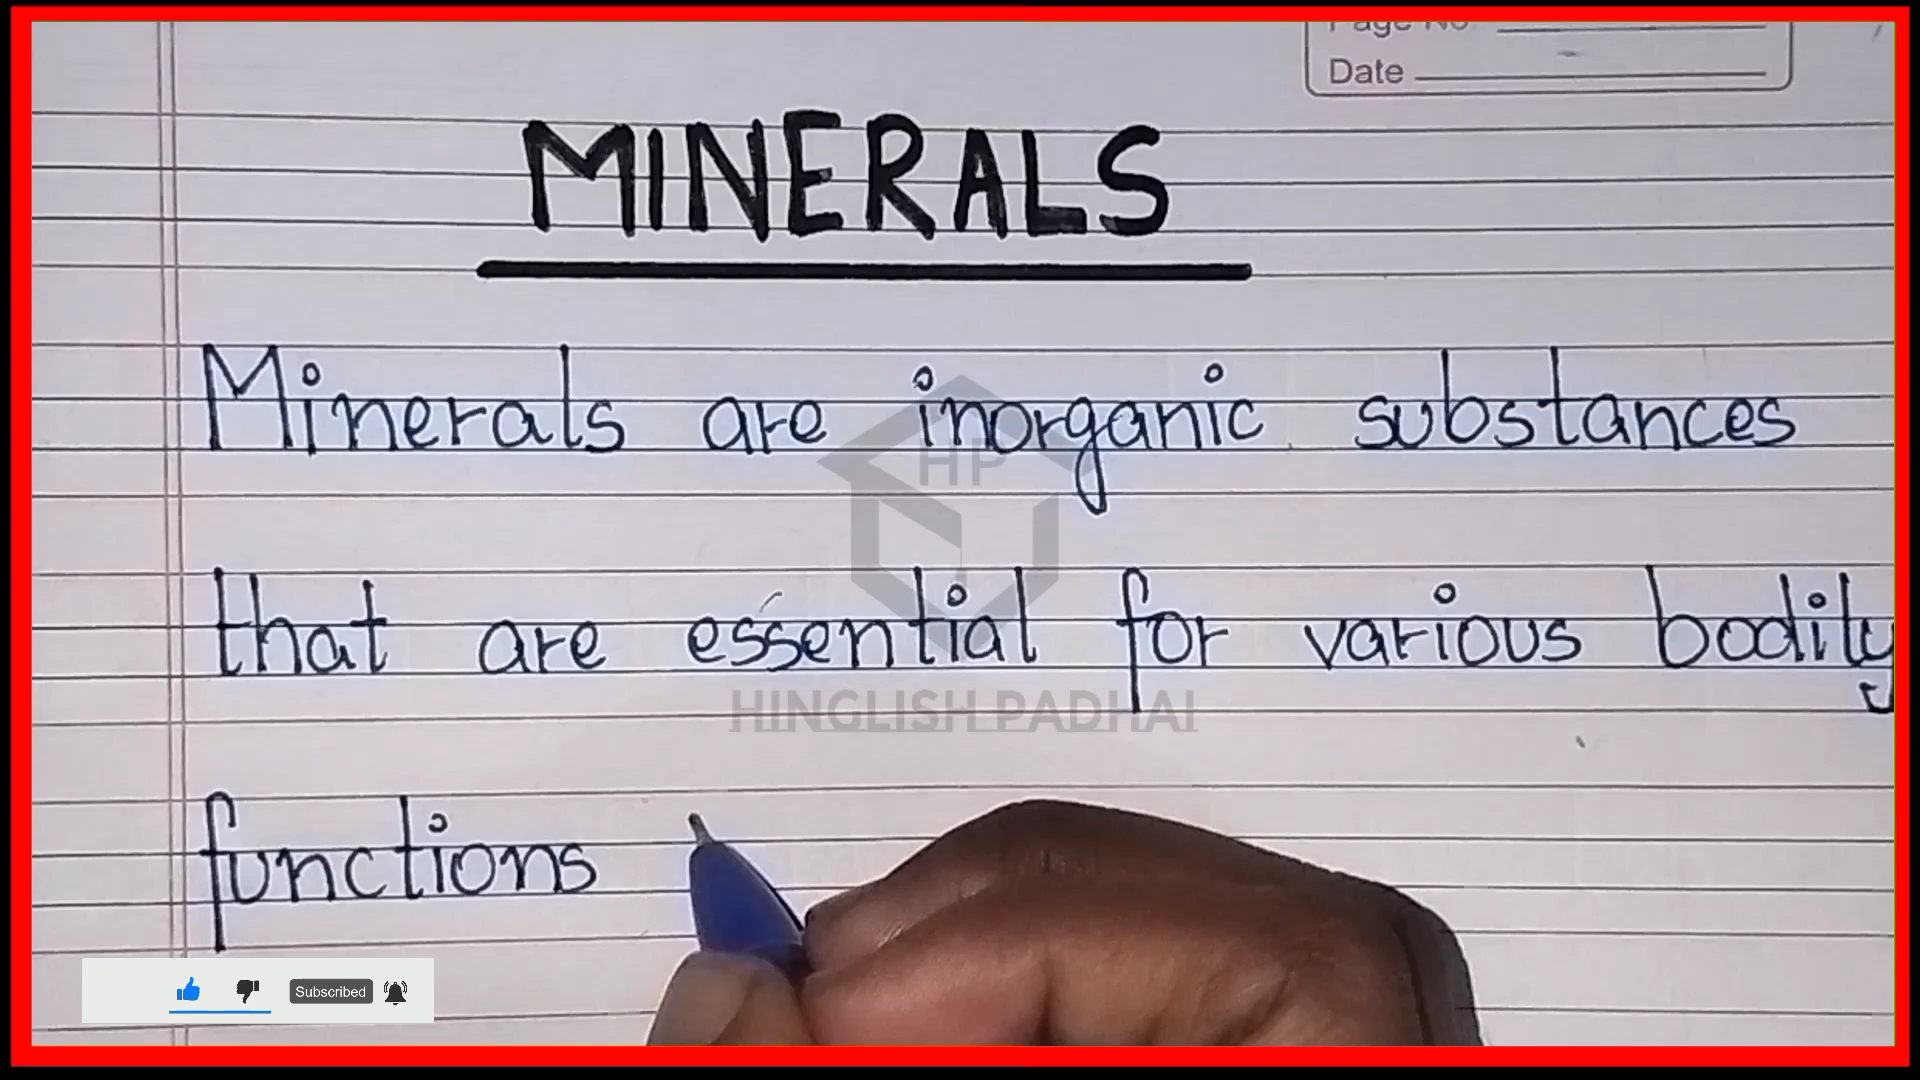 Page No.
Date
MINERALS
Minerals are inorganic substances
HP
that are essential for various bodily
HINGLISH PADHAI
functions
Subscribed